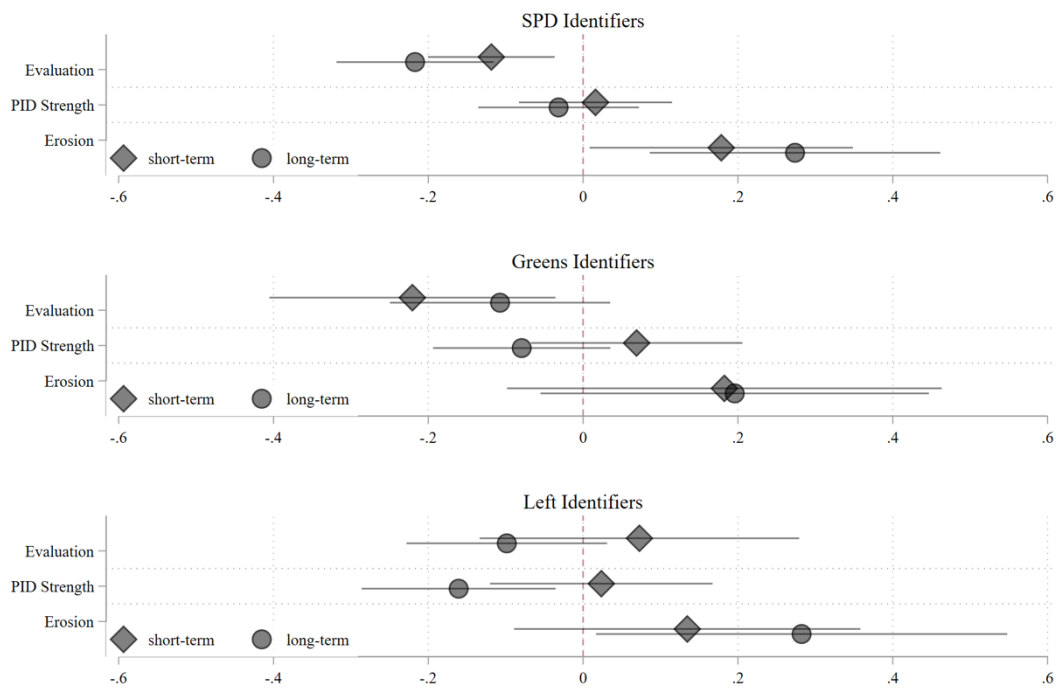 SPD Identifiers
Evaluation
PID Strength
Erosion
short-term long-term
-.6 -.4 -.2 0 .2 .4 .6
Greens Identifiers
Evaluation
PID Strength
Erosion
short-term long-term
-.6 -.4 -.2 0 .2 .4 .6
Left Identifiers
Evaluation
PID Strength
Erosion
short-term long-term
-.6 -.4 -.2 0 .2 .4 .6